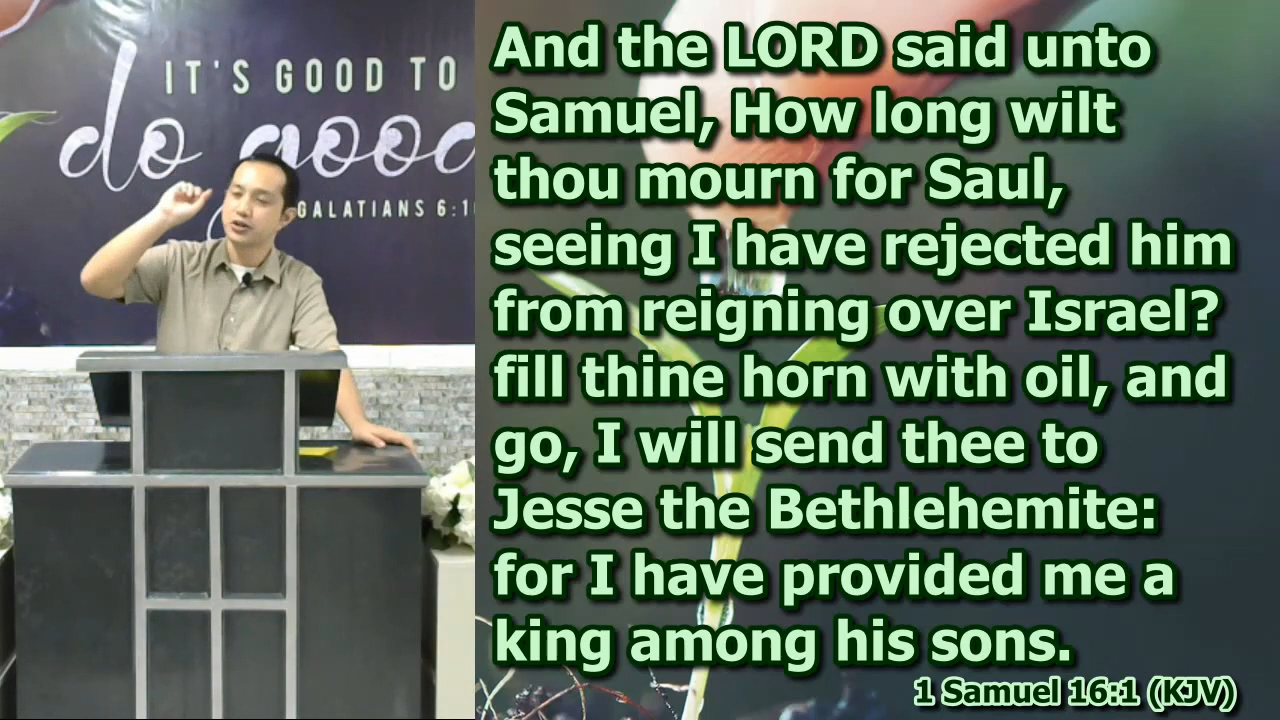 IT'S GOOD TO
do good
GALATIANS 6:1
And the LORD said unto
Samuel, How long wilt
thou mourn for Saul,
seeing I have rejected him
from reigning over Israel?
fill thine horn with oil, and
go, I will send thee to
Jesse the Bethlehemite:
for I have provided me a
king among his sons.
1 Samuel 16:1 (KJV)